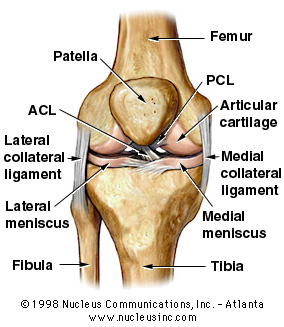 Femur
Patella
PCL
ACL
Articular
cartilage
Lateral
collateral
ligament
Medial
collateral
ligament
Lateral
meniscus
Medial
meniscus
Fibula
Tibia
© 1998 Nucleus Communications, Inc. - Atlanta
www.nucleusinc.com